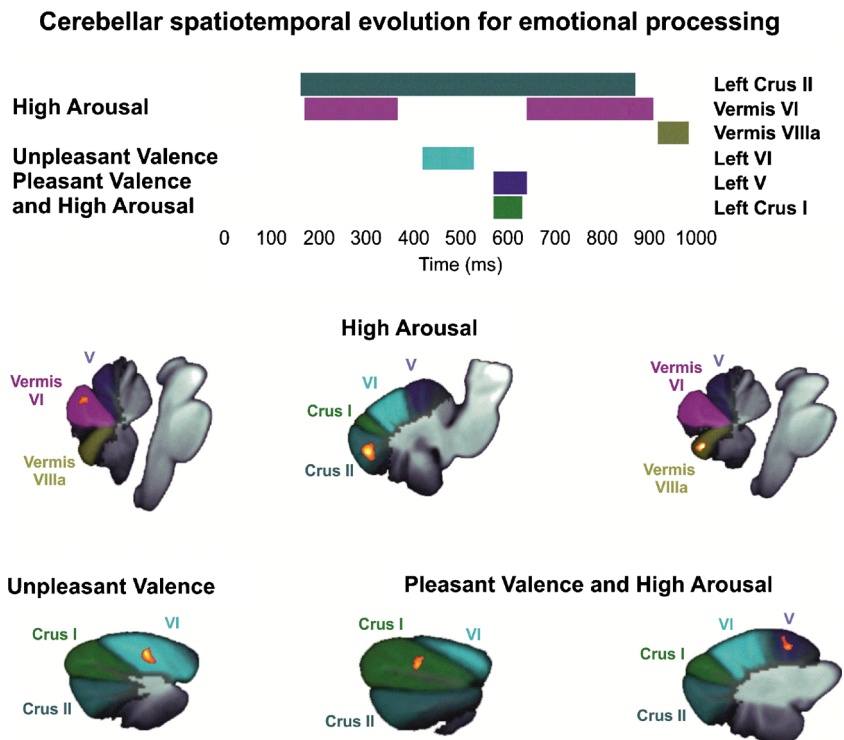 Cerebellar spatiotemporal evolution for emotional processing
Left Crus II
High Arousal
Vermis VI
Vermis VIIIa
Unpleasant Valence
Left VI
Pleasant Valence
Left V
and High Arousal
Left Crus I
0 100 200 300 400 500 600 700 800 900 1000
Time (ms)
High Arousal
V
Vermis
VI
Vermis
VIIIa
VI
V
Crus I
Crus II
V
Vermis
VI
Vermis
VIIIa
Unpleasant Valence
Pleasant Valence and High Arousal
VI
Crus I
Crus II
Crus I
VI
Crus II
VI
V
Crus I
Crus II